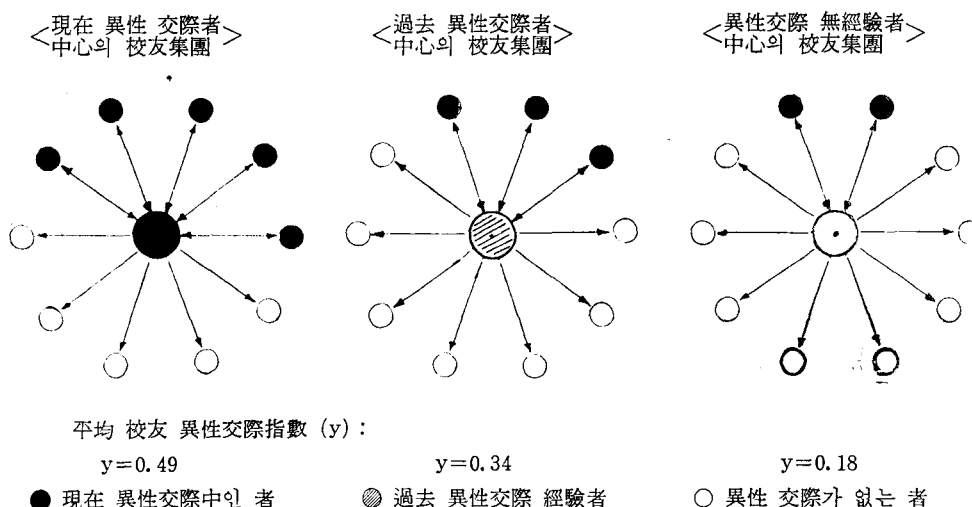 <現在 異性 交際者
中心의 校友集團>
<過去 異性 交際者
中心의 校友集團>
<異性交際 無經驗者
中心의 校友集團>
平均 校友 異性交際指數 (y) :
y=0.49
y=0.34
y=0.18
● 現在 異性交際中인 者
過去 異性交際 經驗者
○ 異性 交際가 없는 者